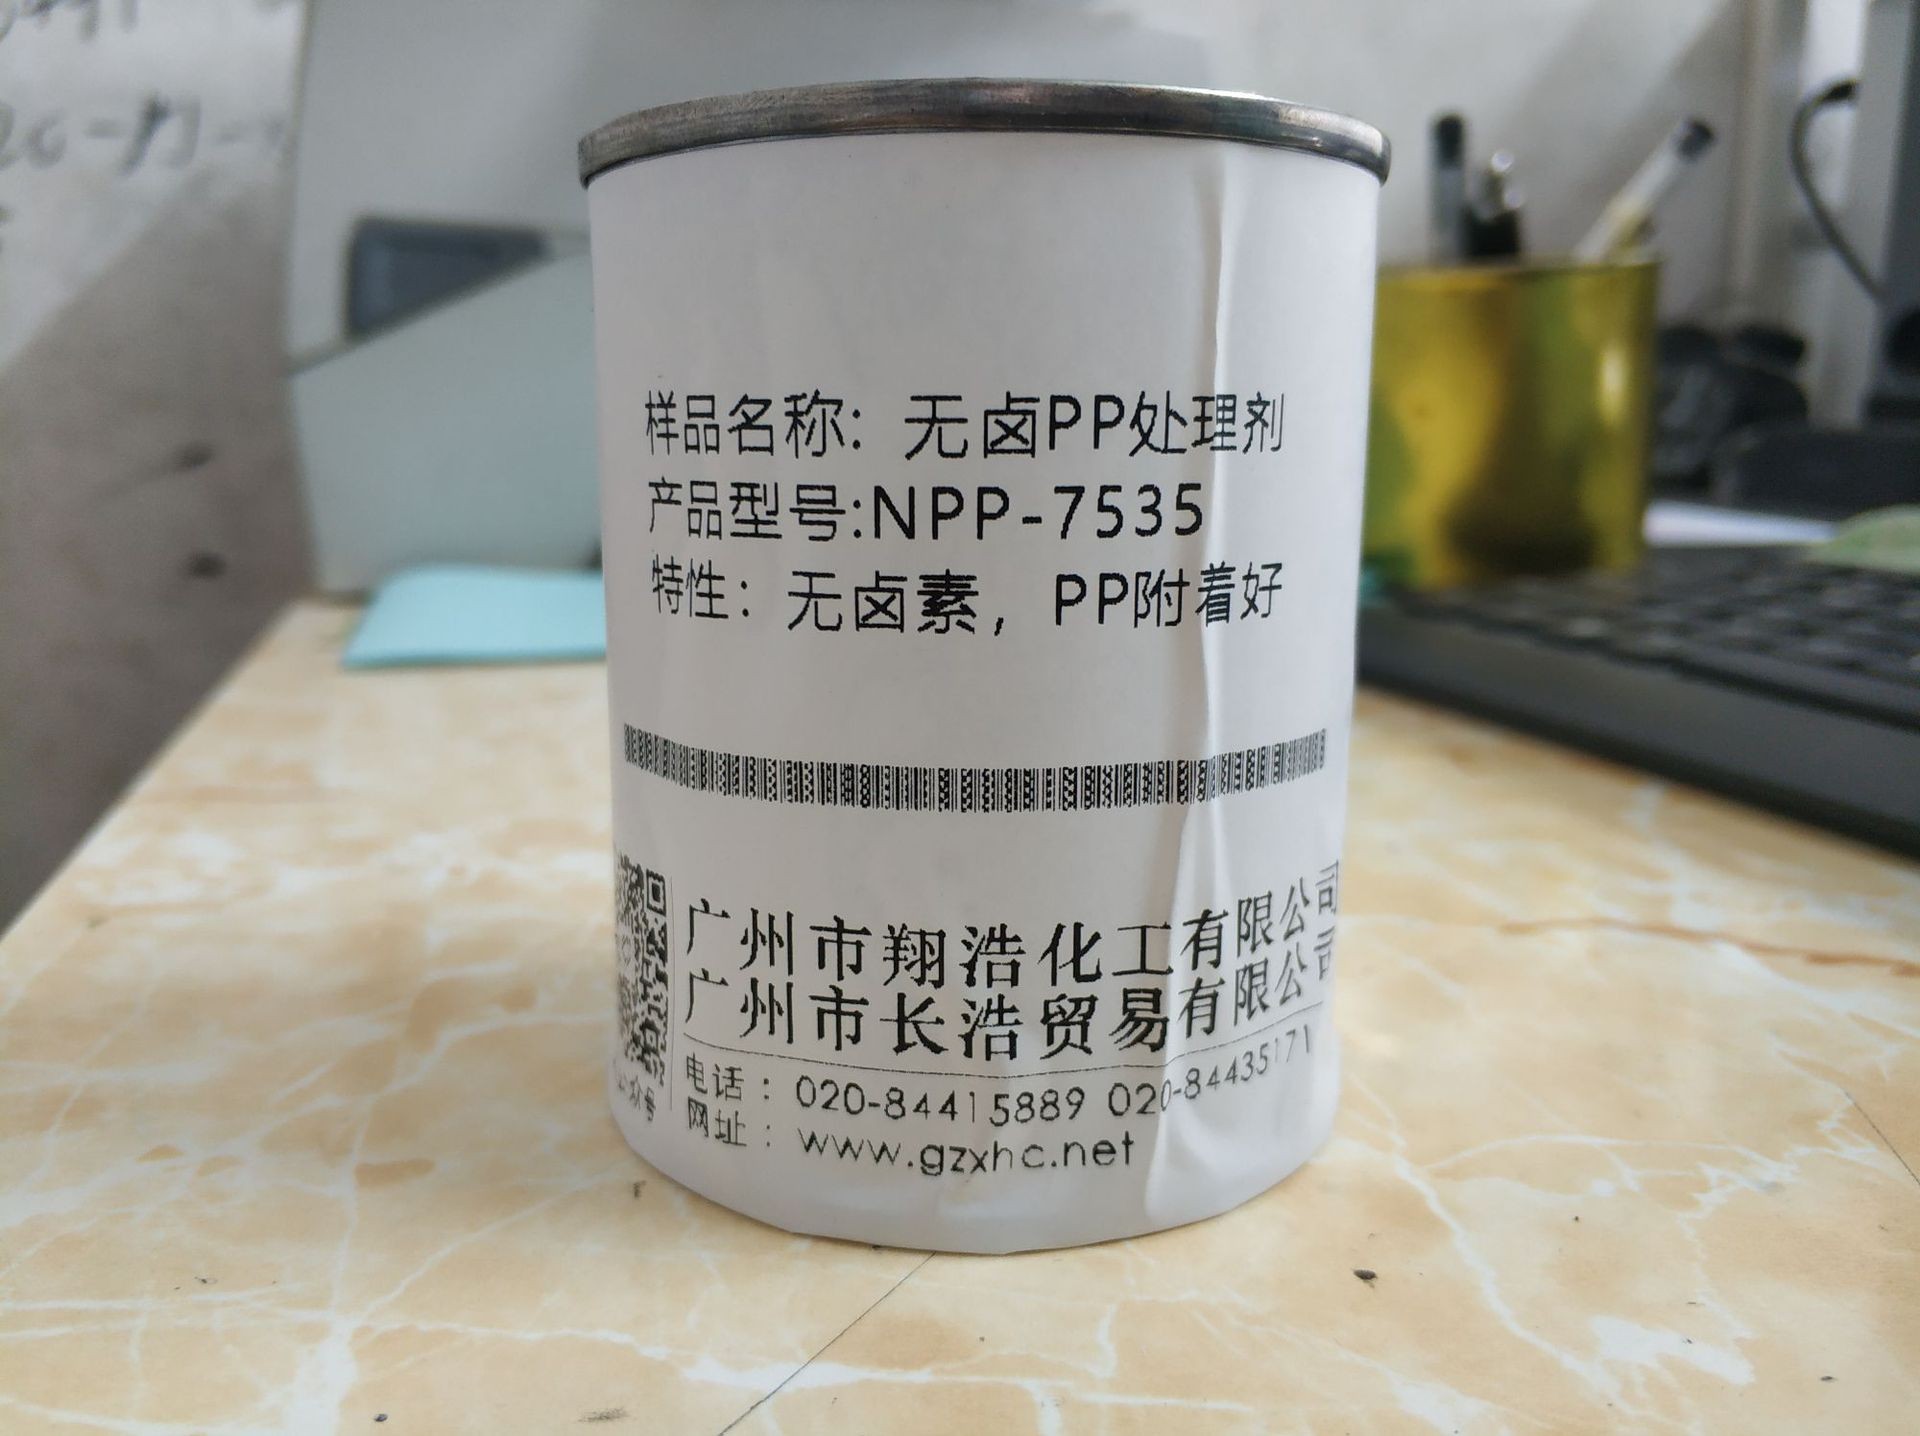 样品名称：无卤PP处理剂
产品型号:NPP-7535
特性：无卤素，PP附着好
广州市翔浩化工有限公司
广州市长浩贸易有限公司
电话：020-84415889 020-84435171
网址：www.gzxhc.net